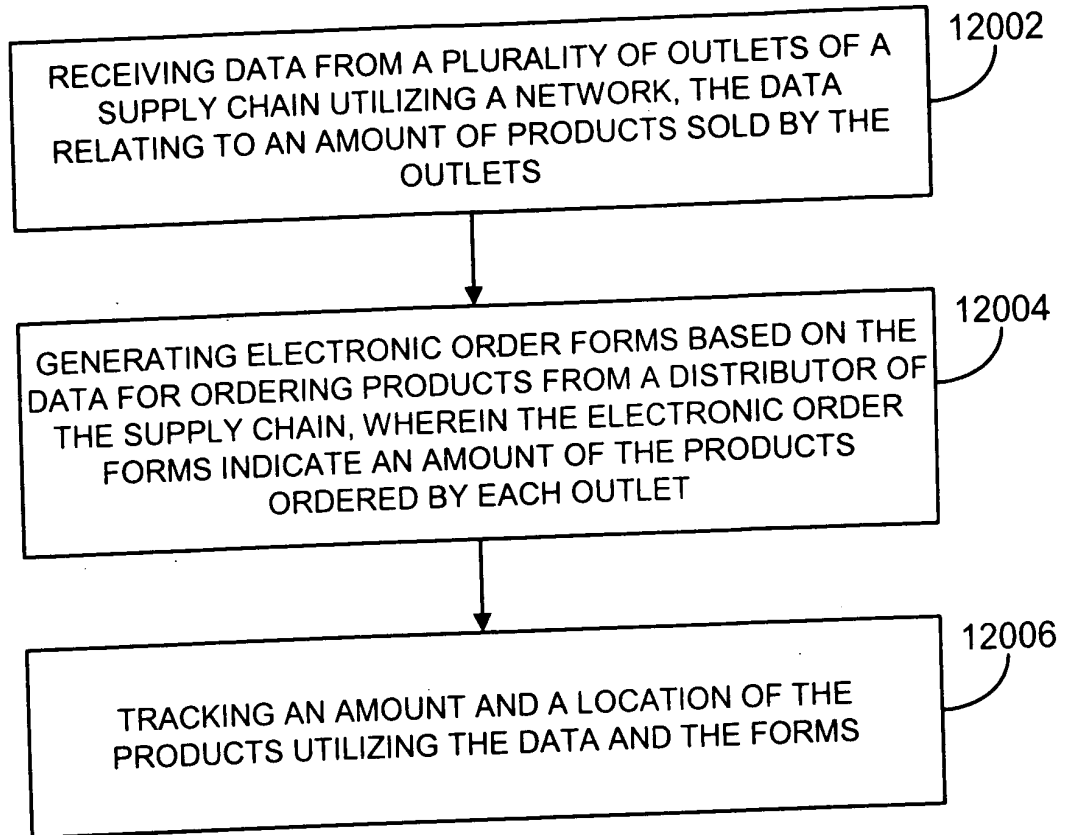 12002
RECEIVING DATA FROM A PLURALITY OF OUTLETS OF A
SUPPLY CHAIN UTILIZING A NETWORK, THE DATA
RELATING TO AN AMOUNT OF PRODUCTS SOLD BY THE
OUTLETS
12004
GENERATING ELECTRONIC ORDER FORMS BASED ON THE
DATA FOR ORDERING PRODUCTS FROM A DISTRIBUTOR OF
THE SUPPLY CHAIN, WHEREIN THE ELECTRONIC ORDER
FORMS INDICATE AN AMOUNT OF THE PRODUCTS
ORDERED BY EACH OUTLET
12006
TRACKING AN AMOUNT AND A LOCATION OF THE
PRODUCTS UTILIZING THE DATA AND THE FORMS